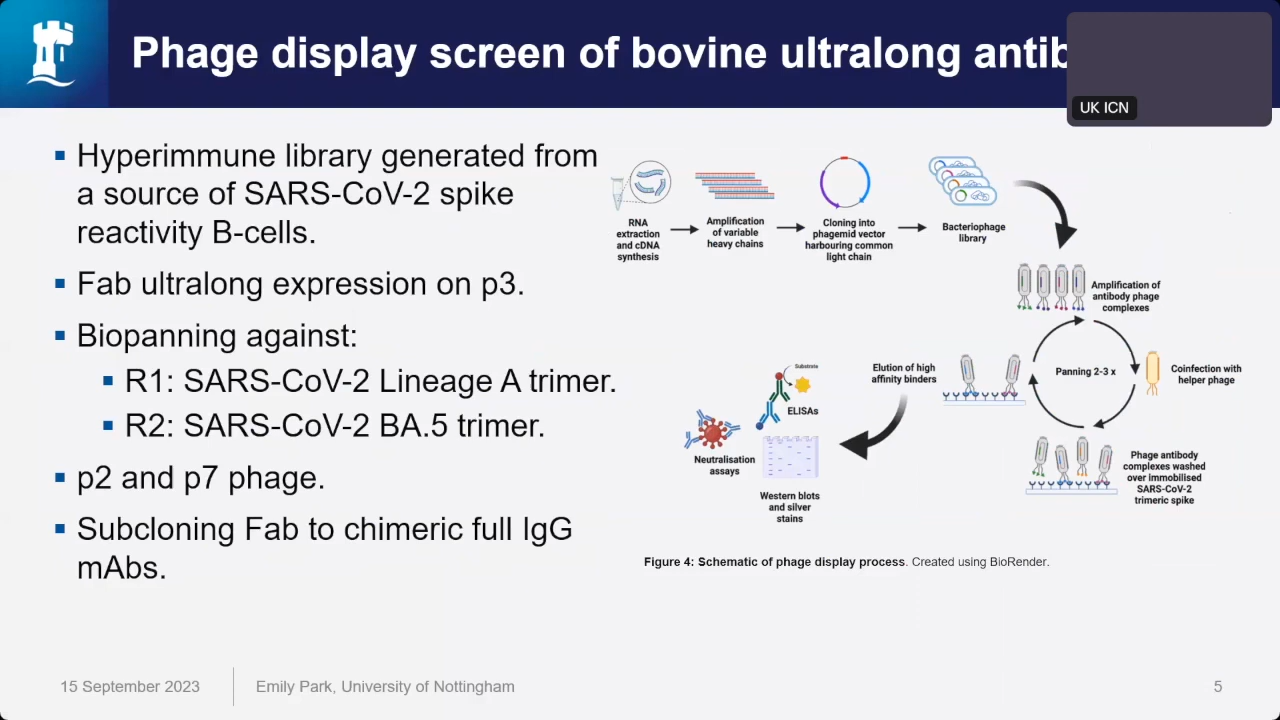 Phage display screen of bovine ultralong antib
UK ICN
▪ Hyperimmune library generated from
a source of SARS-CoV-2 spike
reactivity B-cells.
▪ Fab ultralong expression on p3.
▪ Biopanning against:
▪ R1: SARS-CoV-2 Lineage A trimer.
▪ R2: SARS-CoV-2 BA.5 trimer.
▪ p2 and p7 phage.
▪ Subcloning Fab to chimeric full IgG
mAbs.
RNA
extraction
and cDNA
synthesis
Amplification
of variable
heavy chains
Cloning into
phagemid vector
harbouring common
light chain
Bacteriophage
library
Amplification of
antibody phage
complexes
Panning 2-3 x
Coinfection with
helper phage
Phage antibody
complexes washed
over immobilised
SARS-CoV-2
trimeric spike
Elution of high
affinity binders
Substrate
ELISAs
Neutralisation
assays
Western blots
and silver
stains
Figure 4: Schematic of phage display process. Created using BioRender.
15 September 2023
Emily Park, University of Nottingham
5